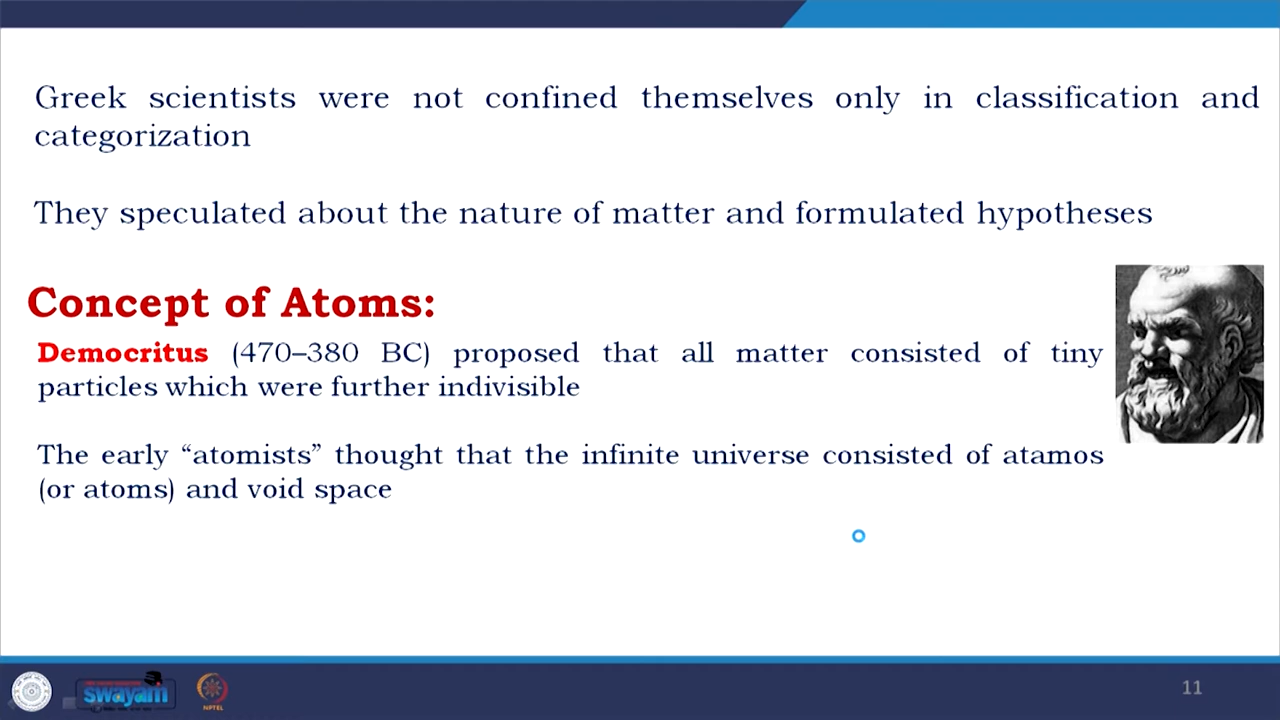 Greek scientists were not confined themselves only in classification and
categorization
They speculated about the nature of matter and formulated hypotheses
Concept of Atoms:
Democritus (470–380 BC) proposed that all matter consisted of tiny
particles which were further indivisible
The early “atomists” thought that the infinite universe consisted of atamos
(or atoms) and void space
swayam
NPTEL
11